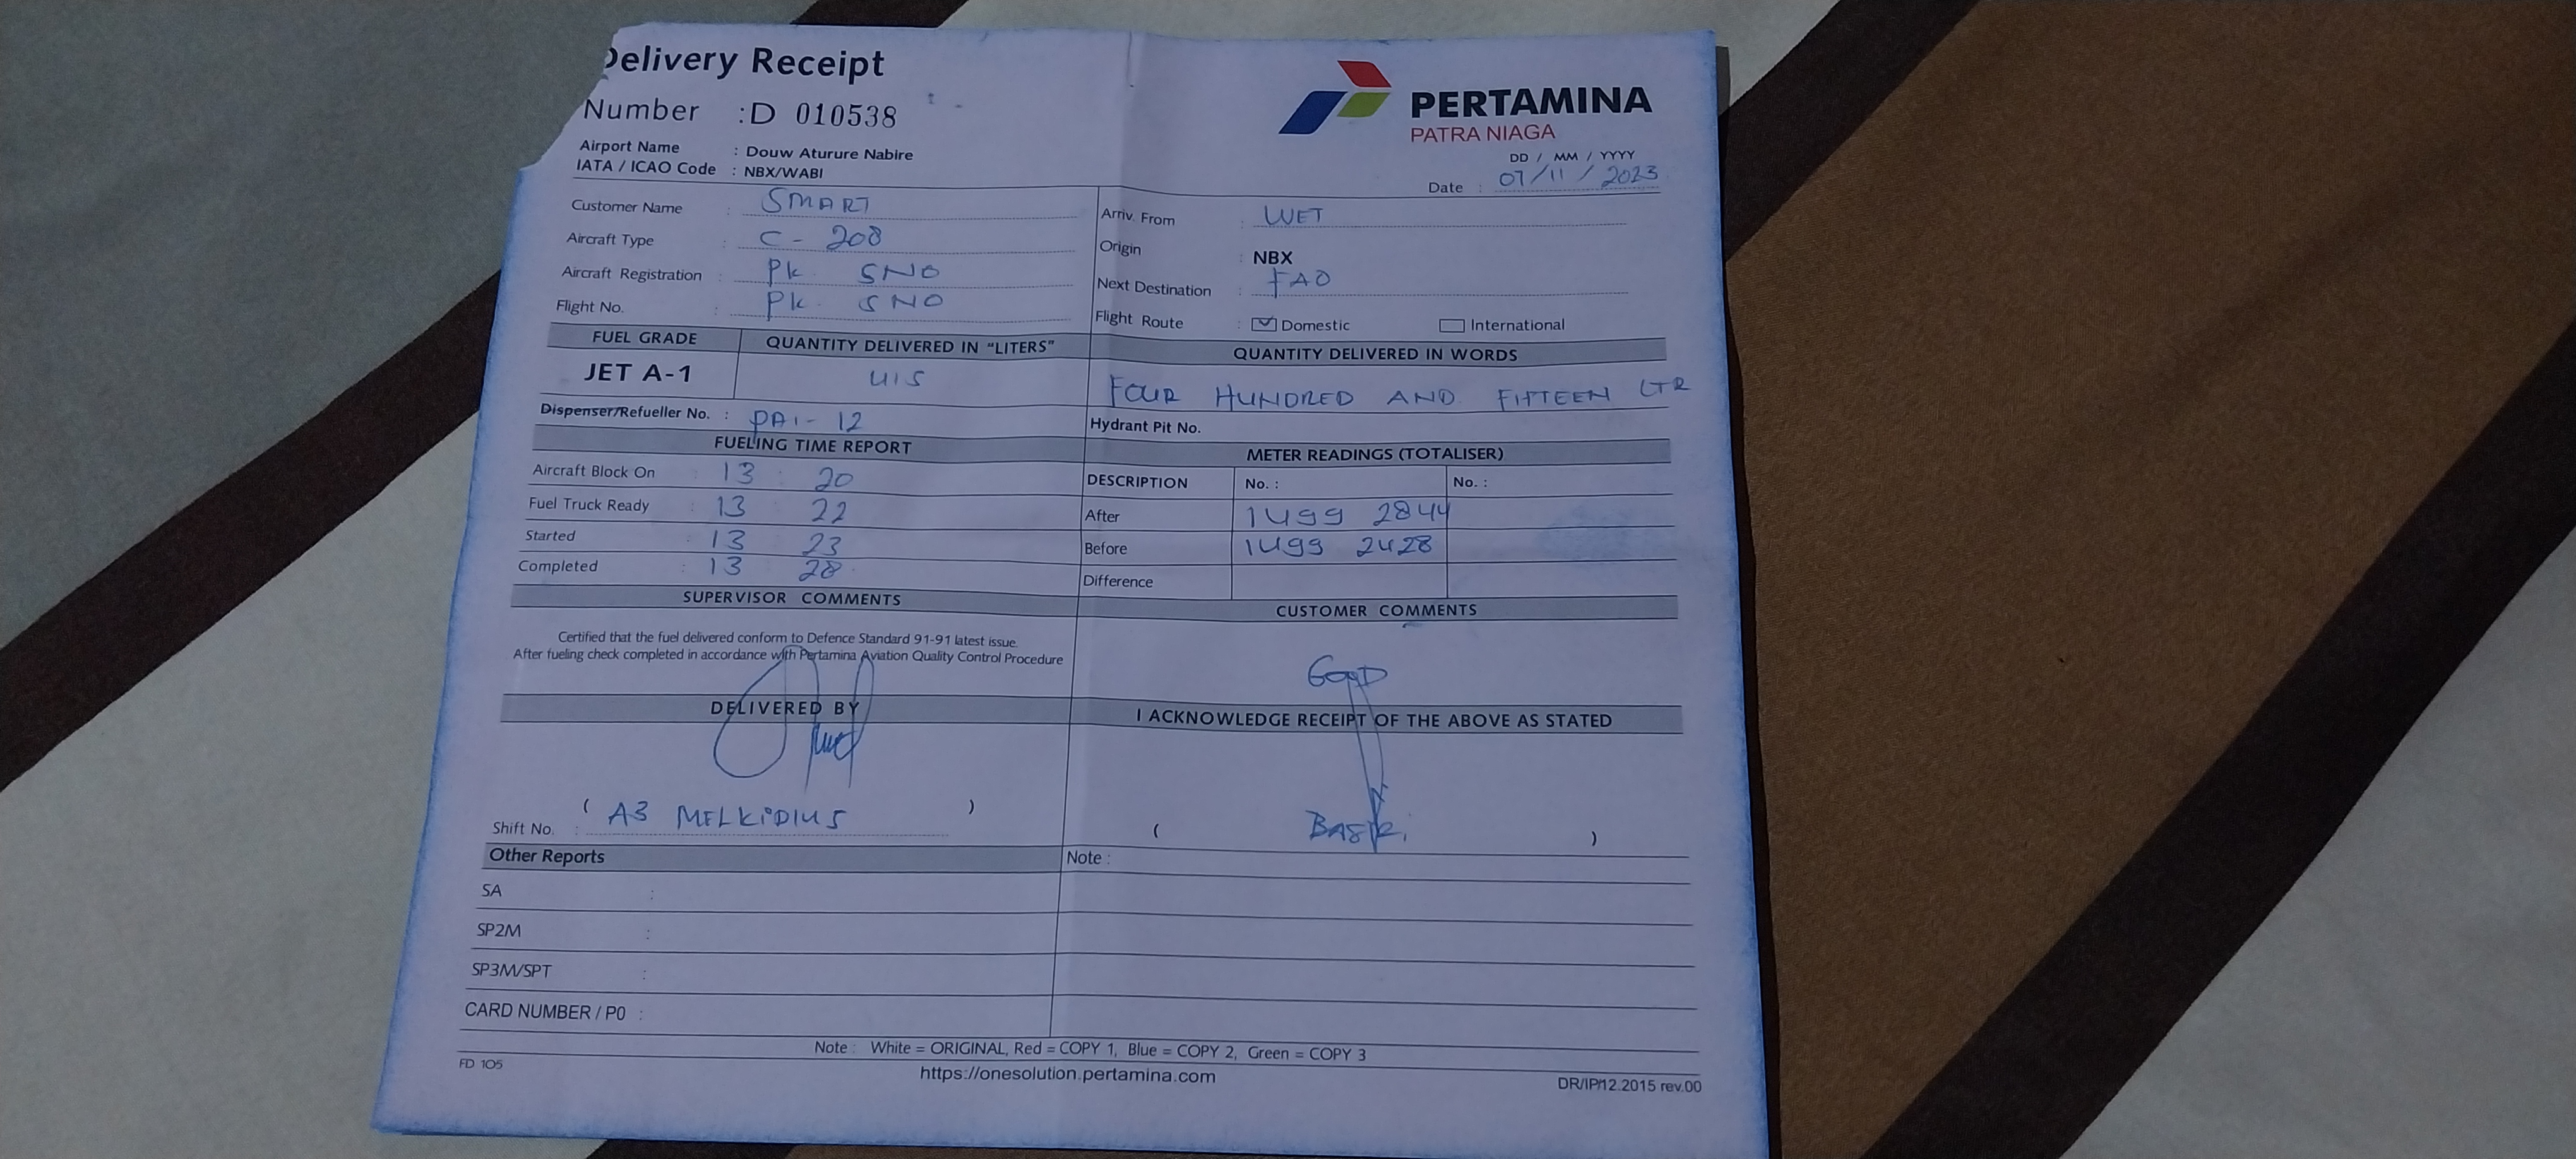 Delivery Receipt
Number : D 010538
PERTAMINA
PATRA NIAGA
Airport Name : Douw Aturure Nabire
IATA / ICAO Code : NBX/WABI
DD / MM / YYYY
Date : 07/11/2023
Customer Name : SMART
Aircraft Type : C - 208
Aircraft Registration : PK SNO
Flight No. : PK SNO
Arriv. From : WET
Origin : NBX
Next Destination : FAO
Flight Route : Domestic International
FUEL GRADE QUANTITY DELIVERED IN "LITERS" QUANTITY DELIVERED IN WORDS
JET A-1 415 FOUR HUNDRED AND FIFTEEN LTR
Dispenser/Refueller No. : PAI-12 Hydrant Pit No.
FUELING TIME REPORT
Aircraft Block On : 13 : 20
Fuel Truck Ready : 13 22
Started : 13 23
Completed : 13 28
METER READINGS (TOTALISER)
DESCRIPTION No. : No. :
After 1499 2844
Before 1499 2428
Difference
SUPERVISOR COMMENTS
Certified that the fuel delivered conform to Defence Standard 91-91 latest issue.
After fueling check completed in accordance with Pertamina Aviation Quality Control Procedure
CUSTOMER COMMENTS
GOOD
DELIVERED BY
( A3 MELKIDIUS )
Shift No. :
I ACKNOWLEDGE RECEIPT OF THE ABOVE AS STATED
( )
Other Reports Note :
SA :
SP2M :
SP3M/SPT :
CARD NUMBER / P0 :
Note : White = ORIGINAL, Red = COPY 1, Blue = COPY 2, Green = COPY 3
FD 105
https://onesolution.pertamina.com
DR/IP/12.2015 rev.00